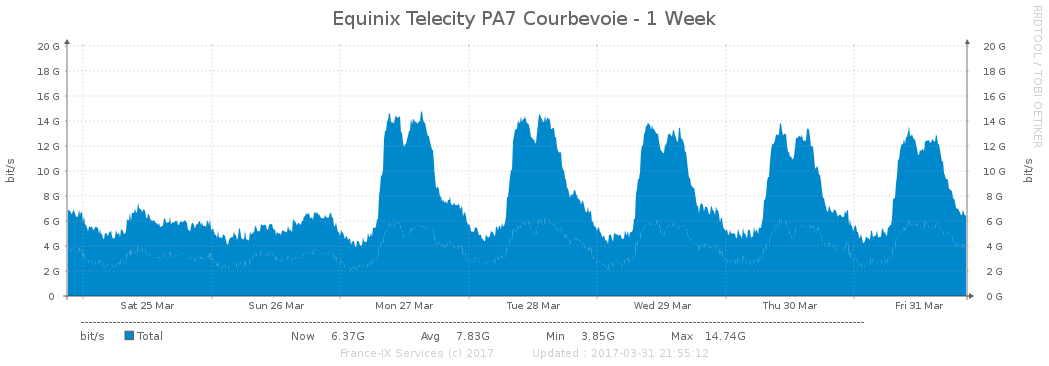 Equinix Telecity PA7 Courbevoie - 1 Week
RRDTOOL / TOBI OETIKER
bit/s
20 G
18 G
16 G
14 G
12 G
10 G
8 G
6 G
4 G
2 G
0
20 G
18 G
16 G
14 G
12 G
10 G
8 G
6 G
4 G
2 G
0 G
bit/s
Sat 25 Mar Sun 26 Mar Mon 27 Mar Tue 28 Mar Wed 29 Mar Thu 30 Mar Fri 31 Mar
bit/s Total Now 6.37G Avg 7.83G Min 3.85G Max 14.74G
France-IX Services (c) 2017 Updated : 2017-03-31 21:55:12